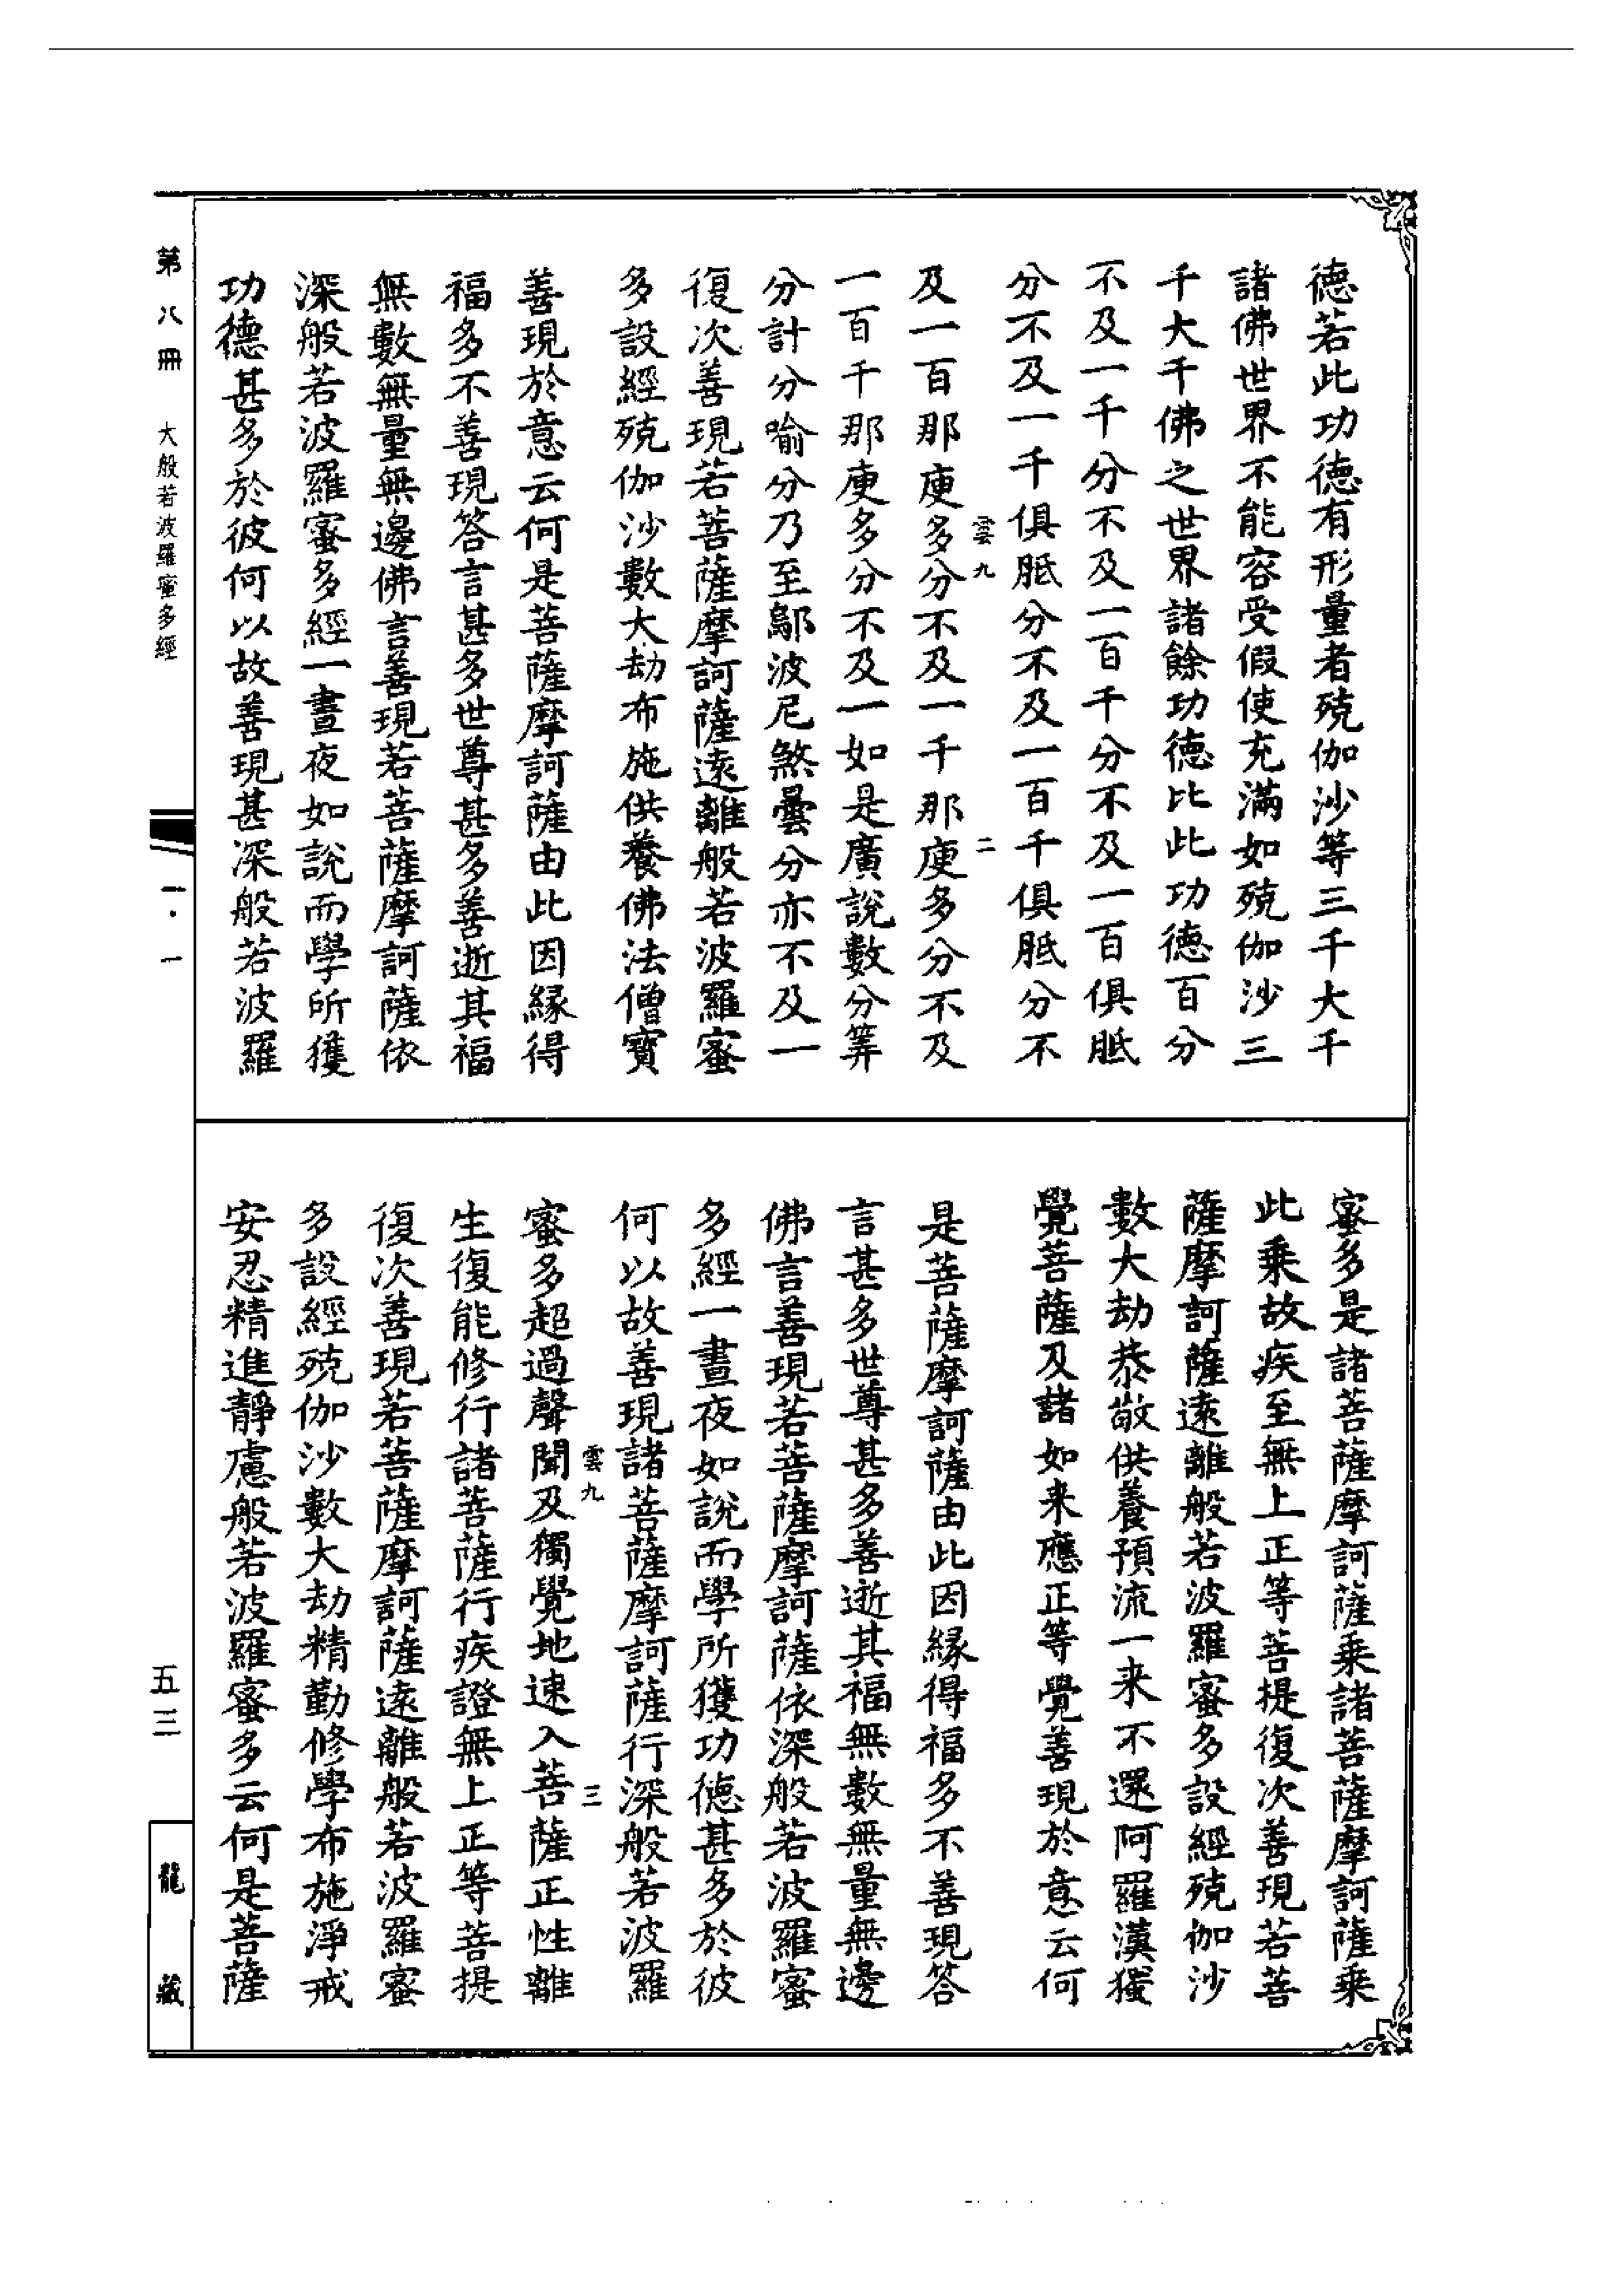 德若此功德有形量者殑伽沙等三千大千
諸佛世界不能容受假使充滿如殑伽沙三
千大千佛之世界諸餘功德比此功德百分
不及一千分不及一百千分不及一百俱胝
分不及一千俱胝分不及一百千俱胝分不
雲九 二
及一百那庾多分不及一千那庾多分不及
一百千那庾多分不及一如是廣說數分筭
分計分喻分乃至鄔波尼煞曇分亦不及一
復次善現若菩薩摩訶薩遠離般若波羅蜜
多設經殑伽沙數大劫布施供養佛法僧寶
善現於意云何是菩薩摩訶薩由此因緣得
福多不善現答言甚多世尊甚多善逝其福
無數無量無邊佛言善現若菩薩摩訶薩依
深般若波羅蜜多經一晝夜如說而學所獲
功德甚多於彼何以故善現甚深般若波羅
蜜多是諸菩薩摩訶薩乘諸菩薩摩訶薩乘
此乘故疾至無上正等菩提復次善現若菩
薩摩訶薩遠離般若波羅蜜多設經殑伽沙
數大劫恭敬供養預流一來不還阿羅漢獨
覺菩薩及諸如来應正等覺善現於意云何
是菩薩摩訶薩由此因緣得福多不善現答
言甚多世尊甚多善逝其福無數無量無邊
佛言善現若菩薩摩訶薩依深般若波羅蜜
多經一晝夜如說而學所獲功德甚多於彼
何以故善現諸菩薩摩訶薩行深般若波羅
雲九 三
蜜多超過聲聞及獨覺地速入菩薩正性離
生復能修行諸菩薩行疾證無上正等菩提
復次善現若菩薩摩訶薩遠離般若波羅蜜
多設經殑伽沙數大劫精勤修學布施淨戒
安忍精進靜慮般若波羅蜜多云何是菩薩
第八冊 大般若波羅蜜多經
一·一
五三
龍藏